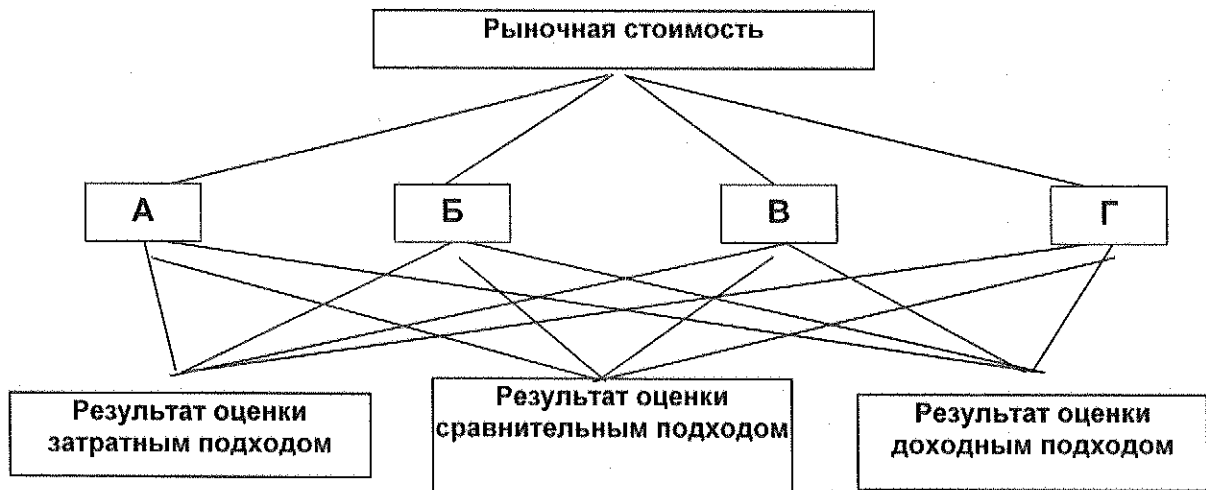 Рыночная стоимость
А
Б
В
Г
Результат оценки
затратным подходом
Результат оценки
сравнительным подходом
Результат оценки
доходным подходом